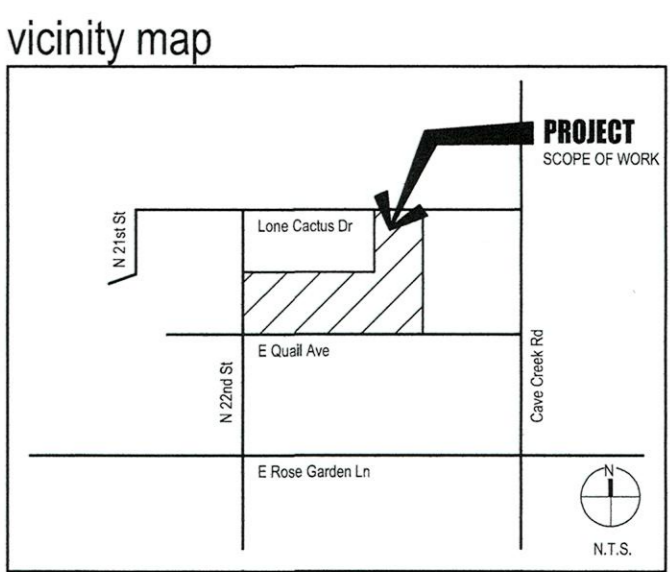 vicinity map
PROJECT
SCOPE OF WORK
N 21st St
Lone Cactus Dr
E Quail Ave
N 22nd St
Cave Creek Rd
E Rose Garden Ln
N
N.T.S.